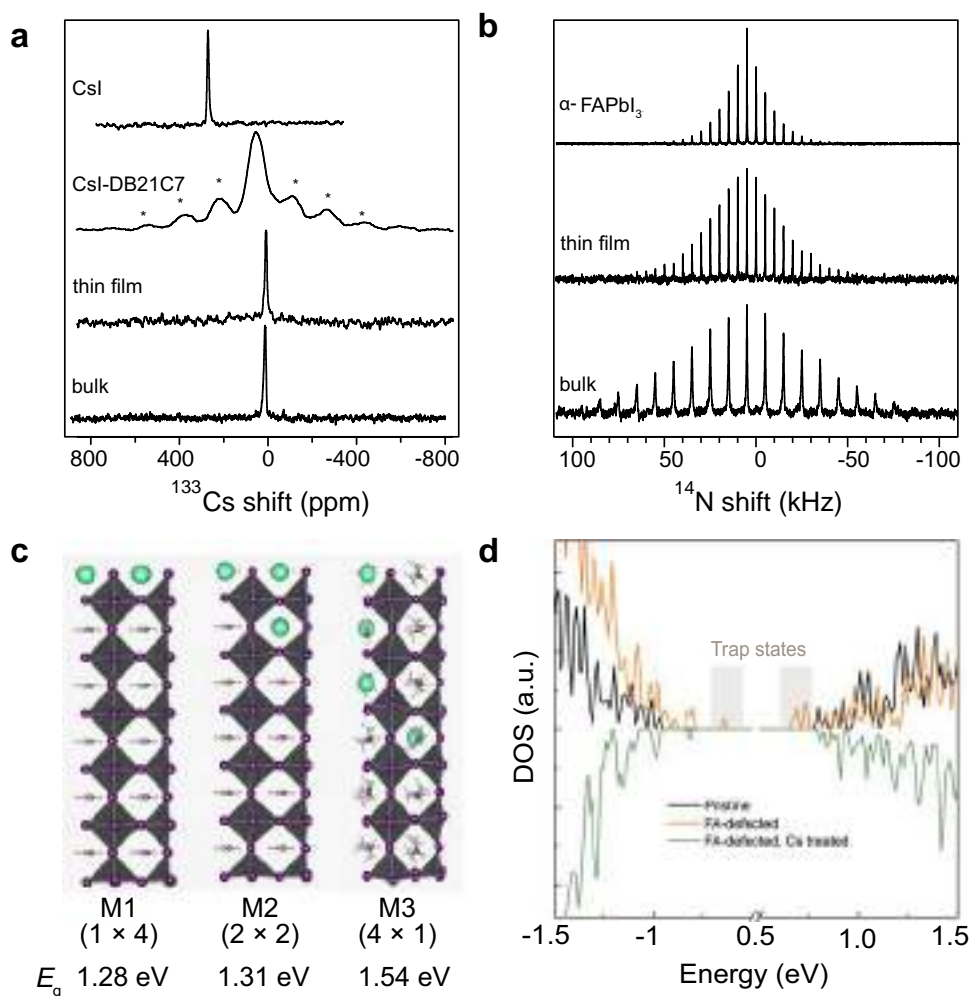 a
CsI
CsI-DB21C7
* * * * * * *
thin film
bulk
800 400 0 -400 -800
¹³³Cs shift (ppm)
b
α- FAPbI₃
thin film
bulk
100 50 0 -50 -100
¹⁴N shift (kHz)
c
M1 M2 M3
(1 × 4) (2 × 2) (4 × 1)
E_g 1.28 eV 1.31 eV 1.54 eV
d
Trap states
DOS (a.u.)
Pristine
FA-defected
FA-defected, Cs treated
-1.5 -1 0.5 1.0 1.5
Energy (eV)